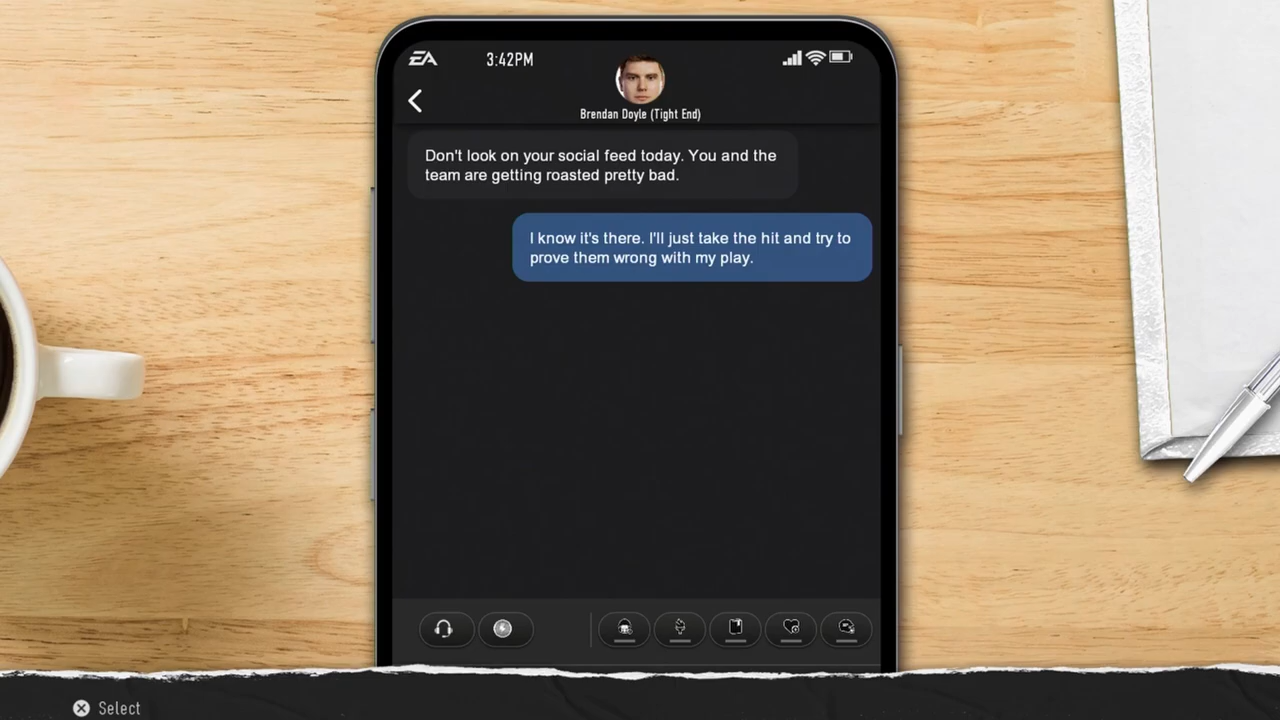 EA
3:42PM
Brendan Doyle (Tight End)
Don't look on your social feed today. You and the
team are getting roasted pretty bad.
I know it's there. I'll just take the hit and try to
prove them wrong with my play.
Select